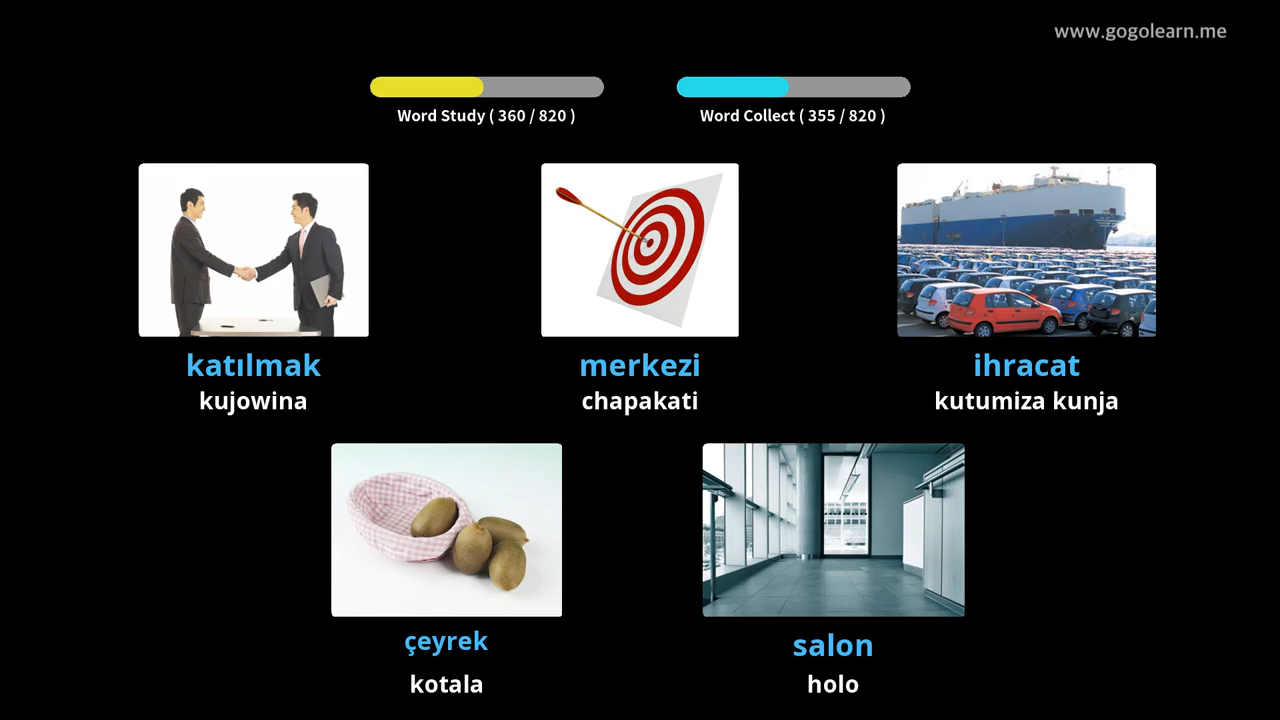 www.gogolearn.me
Word Study ( 360 / 820 )
Word Collect ( 355 / 820 )
katılmak
kujowina
merkezi
chapakati
ihracat
kutumiza kunja
çeyrek
kotala
salon
holo